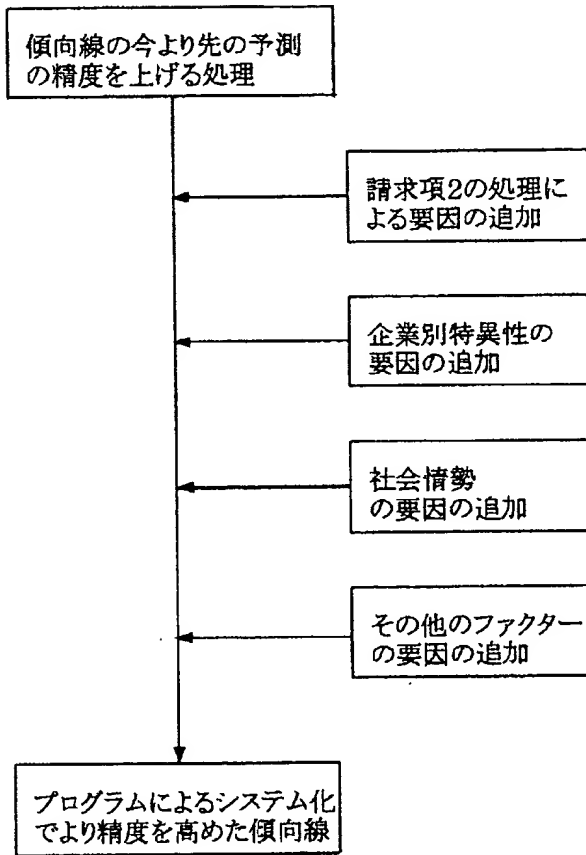 傾向線の今より先の予測
の精度を上げる処理
請求項2の処理に
よる要因の追加
企業別特異性の
要因の追加
社会情勢
の要因の追加
その他のファクター
の要因の追加
プログラムによるシステム化
でより精度を高めた傾向線